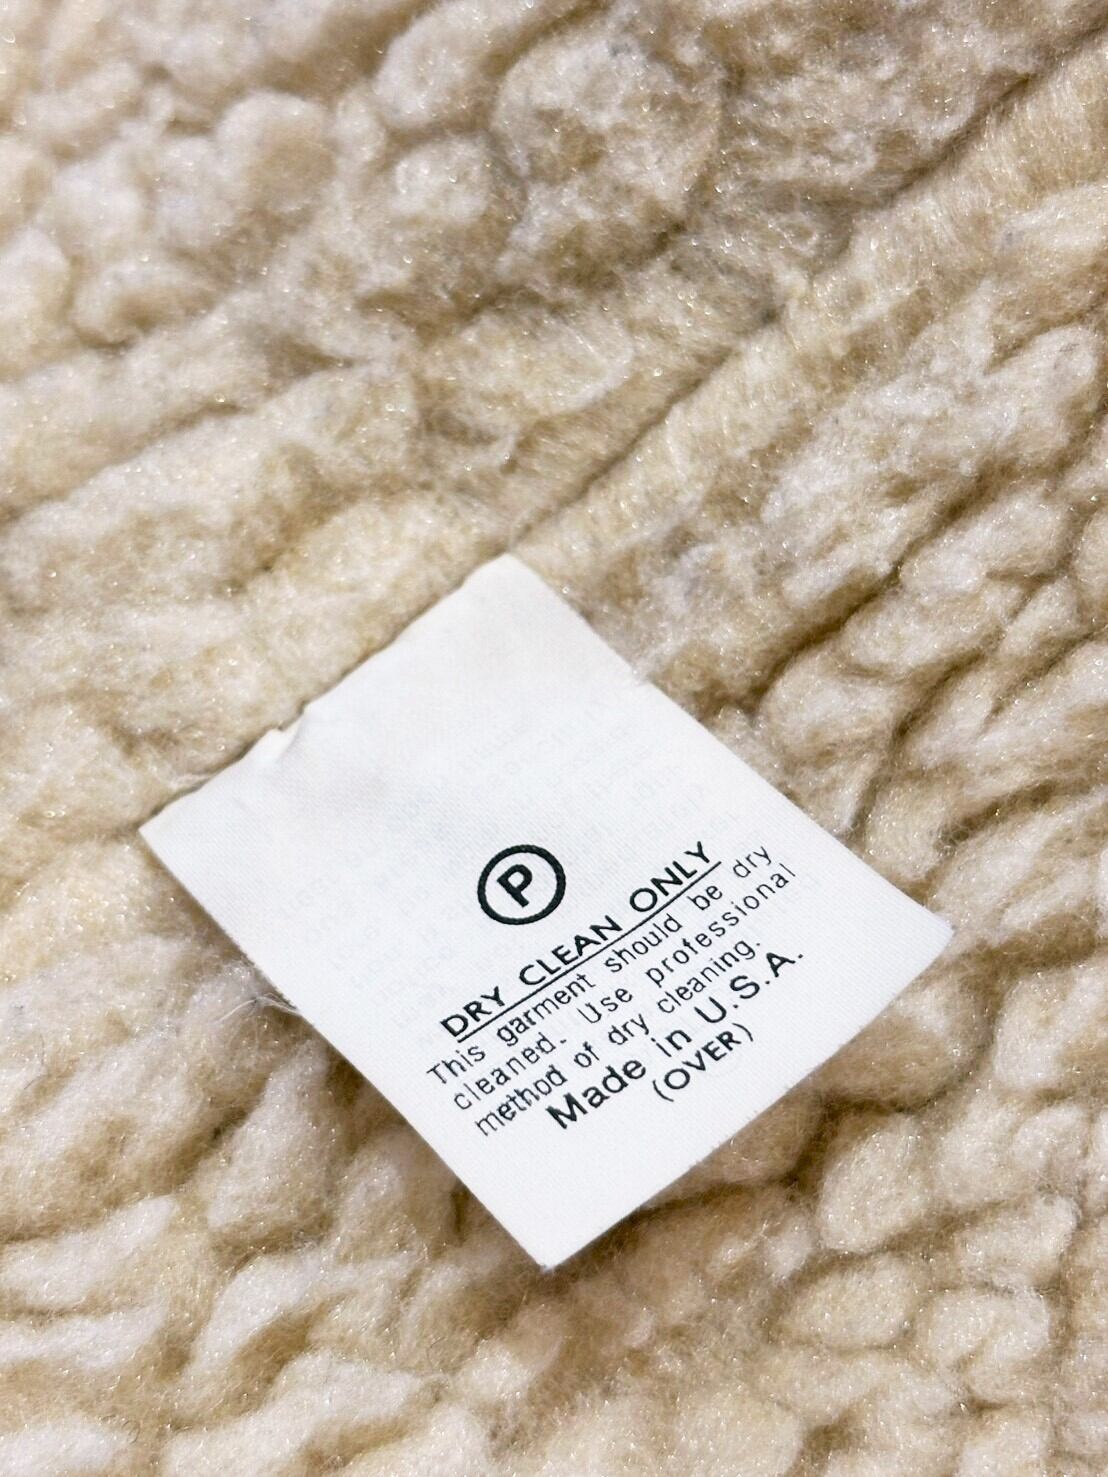 P
DRY CLEAN ONLY
This garment should be dry
cleaned. Use professional
method of dry cleaning.
Made in U.S.A.
(OVER)